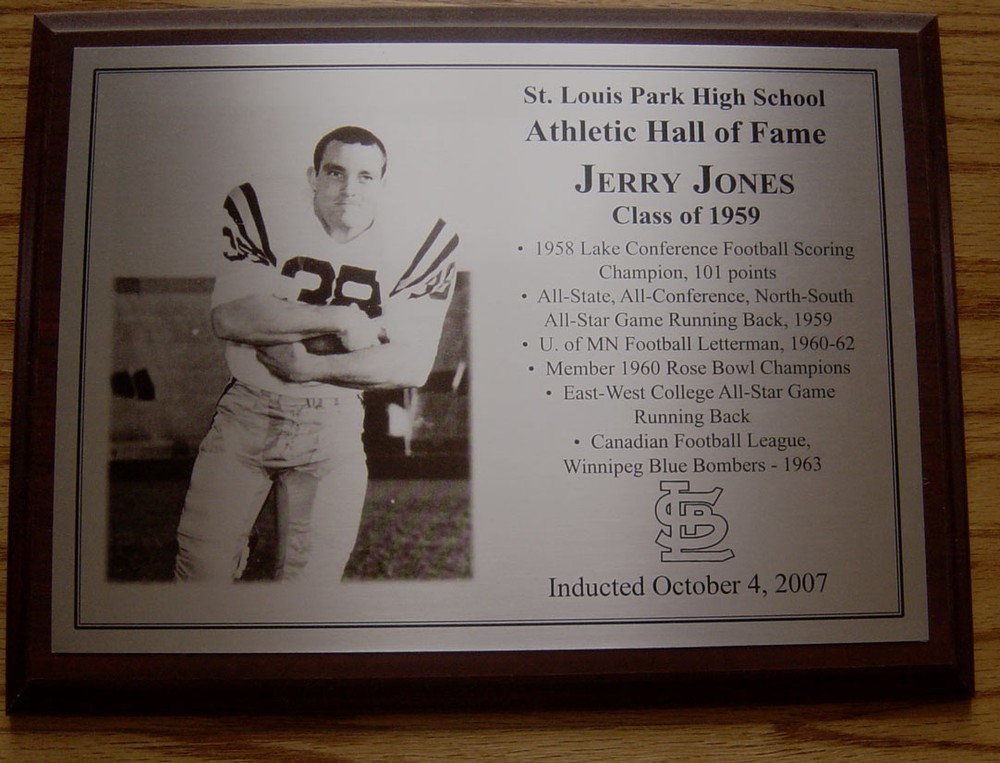 St. Louis Park High School
Athletic Hall of Fame
JERRY JONES
Class of 1959
• 1958 Lake Conference Football Scoring
Champion, 101 points
• All-State, All-Conference, North-South
All-Star Game Running Back, 1959
• U. of MN Football Letterman, 1960-62
• Member 1960 Rose Bowl Champions
• East-West College All-Star Game
Running Back
• Canadian Football League,
Winnipeg Blue Bombers - 1963
SLP
Inducted October 4, 2007